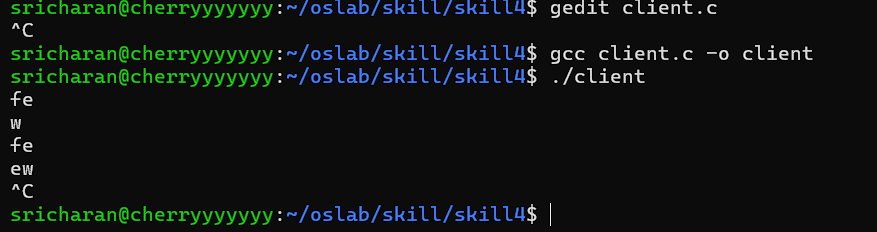 sricharan@cherryyyyyyy:~/oslab/skill/skill4$ gedit client.c
^C
sricharan@cherryyyyyyy:~/oslab/skill/skill4$ gcc client.c -o client
sricharan@cherryyyyyyy:~/oslab/skill/skill4$ ./client
fe
w
fe
ew
^C
sricharan@cherryyyyyyy:~/oslab/skill/skill4$